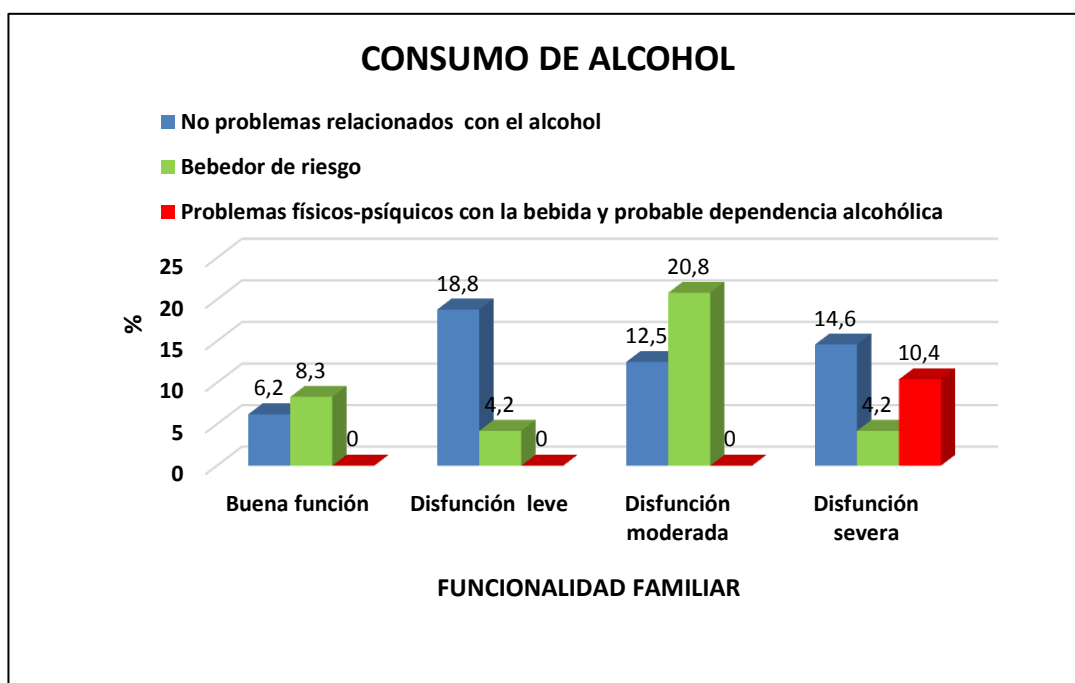 CONSUMO DE ALCOHOL
No problemas relacionados con el alcohol
Bebedor de riesgo
Problemas físicos-psíquicos con la bebida y probable dependencia alcohólica
%
25
20
15
10
5
0
6,2
8,3
0
18,8
4,2
0
12,5
20,8
0
14,6
4,2
10,4
Buena función
Disfunción leve
Disfunción
moderada
Disfunción
severa
FUNCIONALIDAD FAMILIAR